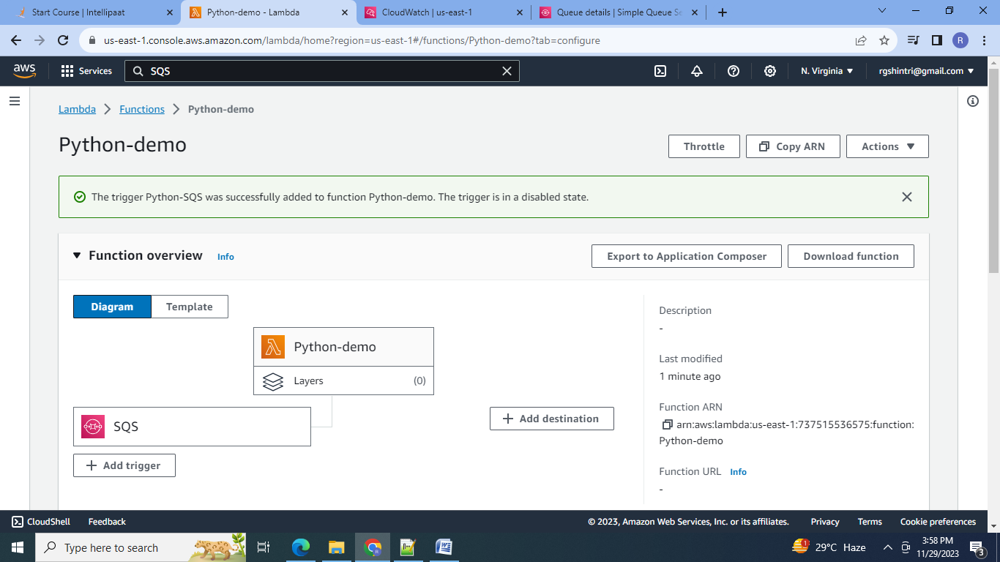 Start Course | Intellipaat
Python-demo - Lambda
CloudWatch | us-east-1
Queue details | Simple Queue Se
us-east-1.console.aws.amazon.com/lambda/home?region=us-east-1#/functions/Python-demo?tab=configure
R
aws
Services
SQS
N. Virginia
rgshintri@gmail.com
Lambda
Functions
Python-demo
Python-demo
Throttle
Copy ARN
Actions
The trigger Python-SQS was successfully added to function Python-demo. The trigger is in a disabled state.
Function overview
Info
Export to Application Composer
Download function
Diagram
Template
Python-demo
Layers
(0)
SQS
Add trigger
Add destination
Description
-
Last modified
1 minute ago
Function ARN
arn:aws:lambda:us-east-1:737515536575:function:
Python-demo
Function URL Info
-
CloudShell
Feedback
© 2023, Amazon Web Services, Inc. or its affiliates.
Privacy
Terms
Cookie preferences
Type here to search
1
29°C Haze
3:58 PM
11/29/2023
3